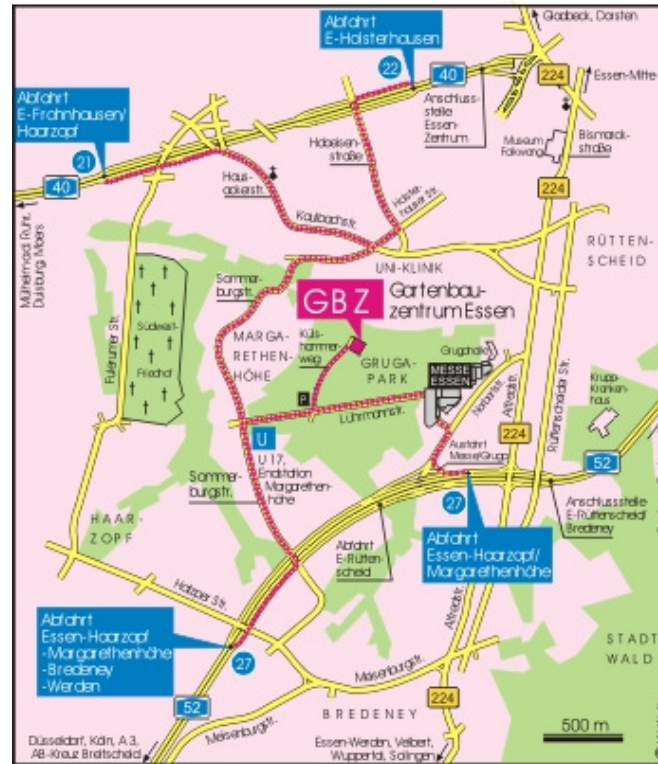 Gladbeck, Dorsten
Abfahrt
E-Holsterhausen
22
40
224
Essen-Mitte
Abfahrt
E-Frohnhausen/
Haarzopf
21
40
Anschluss-
stelle
Essen-
Zentrum
Museum
Folkwang
Bismarck-
straße
Hobeisen-
straße
Haus-
ackerstr.
Holster-
hauser Str.
Kaulbachstr.
224
Mülheim a.d. Ruhr,
Duisburg, Moers
RÜTTEN-
SCHEID
UNI-KLINIK
Sommer-
burgstr.
GBZ
Gartenbau-
zentrum Essen
Fulerumer Str.
Südwest-
Friedhof
MARGA-
RETHEN-
HÖHE
Küls-
hammer-
weg
GRUGA-
PARK
Grugahalle
MESSE
ESSEN
Norbertstr.
Alfredstr.
Rüttenscheider Str.
Krupp-
Kranken-
haus
P
Lührmannstr.
224
U
U 17,
Endstation
Margarethen-
höhe
Ausfahrt
Messe/Gruga
52
Sommer-
burgstr.
27
Anschlussstelle
E-Rüttenscheid/
Bredeney
HAAR-
ZOPF
Abfahrt
E-Rütten-
scheid
Abfahrt
Essen-Haarzopf/
Margarethenhöhe
Hatzper Str.
Alfredstr.
Abfahrt
Essen-Haarzopf
-Margarethenhöhe
-Bredeney
-Werden
27
STADT
WALD
Meisenburgstr.
52
224
Meisenburgstr.
BREDENEY
500 m
Düsseldorf, Köln, A 3,
AB-Kreuz Breitscheid
Essen-Werden, Velbert,
Wuppertal, Solingen